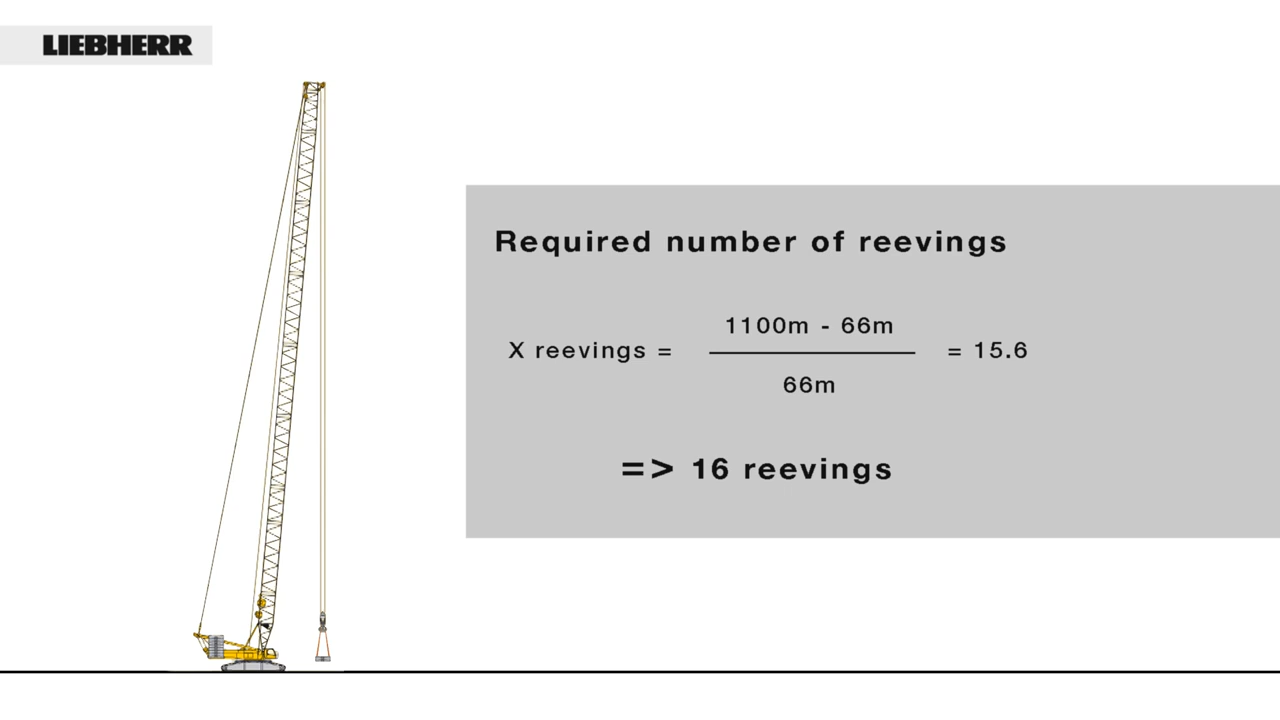 LIEBHERR
Required number of reevings
1100m - 66m
X reevings = = 15.6
66m
=> 16 reevings